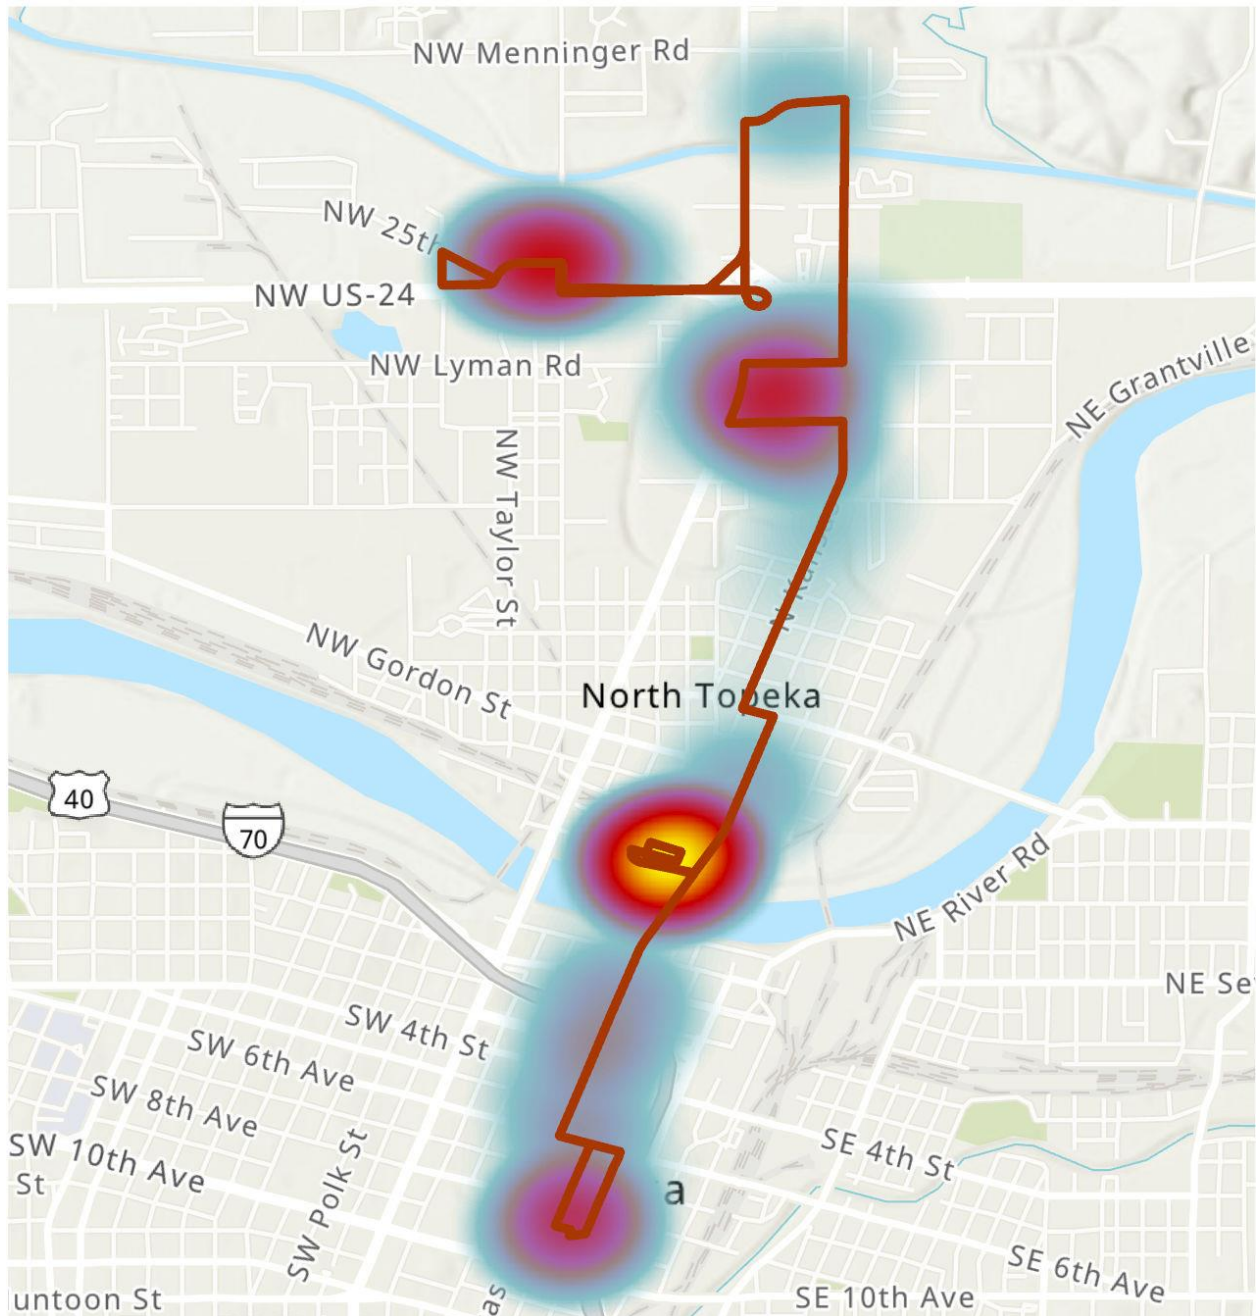 NW Menninger Rd
NW 25th
NW US-24
NW Lyman Rd
NE Grantville
NW Taylor St
N Kansas
NW Gordon St
North Topeka
40
70
NE River Rd
NE Se
SW 4th St
SW 6th Ave
SW 8th Ave
SW 10th Ave
St
SW Polk St
SE 4th St
a
SE 6th Ave
SE 10th Ave
untoon St
as